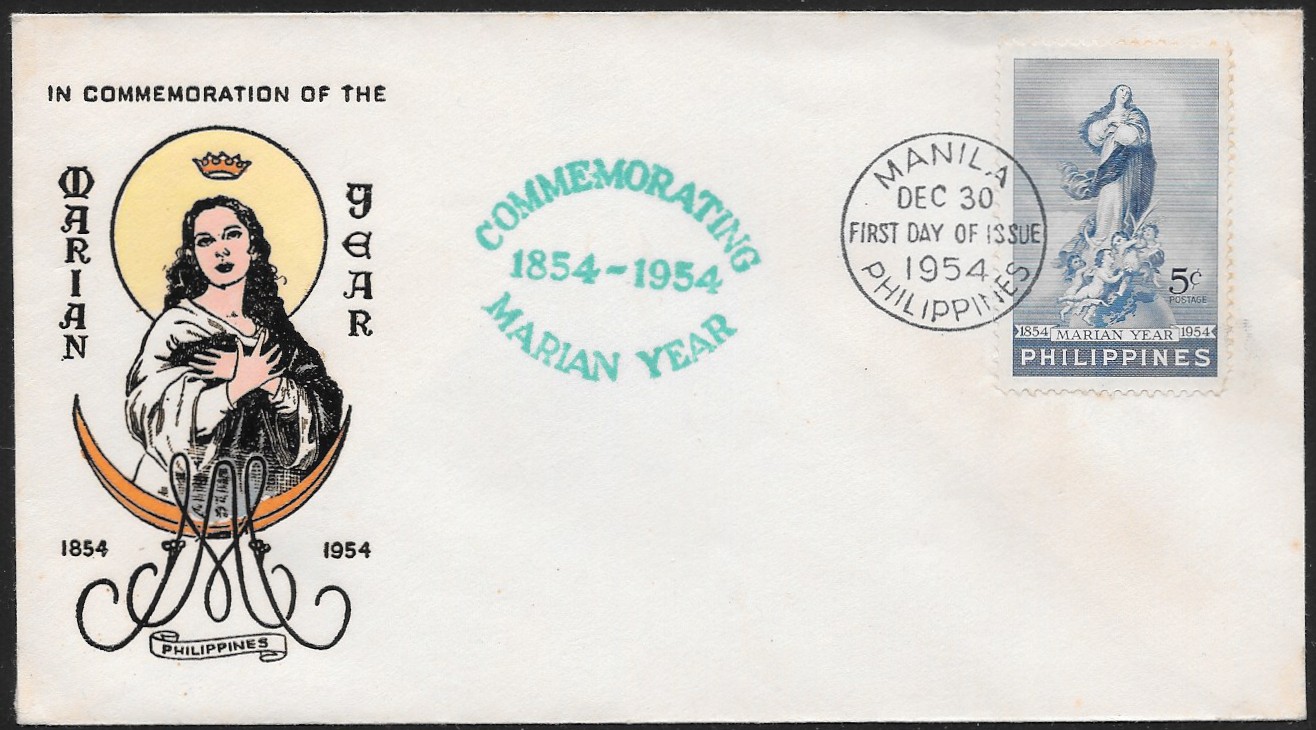 IN COMMEMORATION OF THE
MARIAN
YEAR
1854
1954
PHILIPPINES
COMMEMORATING
1854-1954
MARIAN YEAR
MANILA
DEC 30
FIRST DAY OF ISSUE
1954
PHILIPPINES
5¢
POSTAGE
1854 MARIAN YEAR 1954
PHILIPPINES